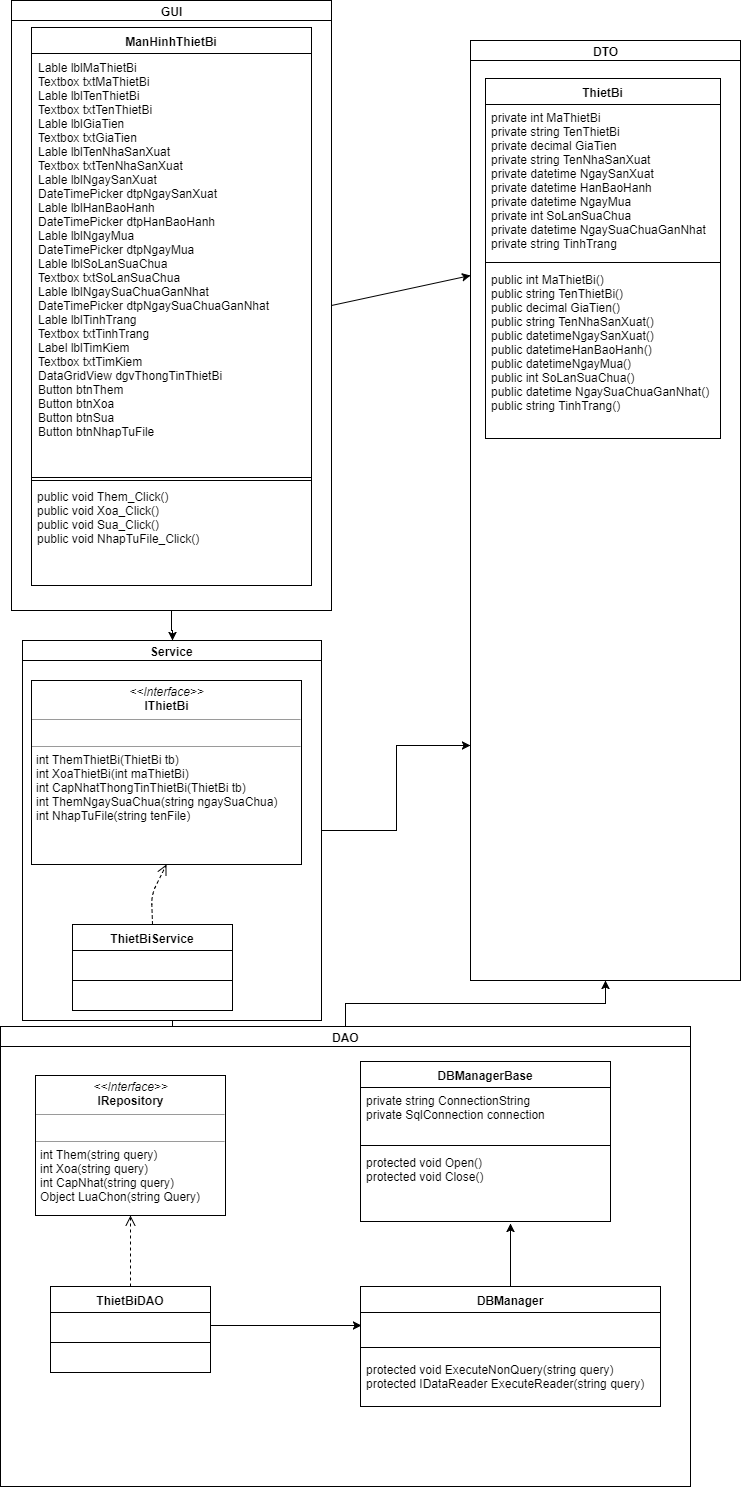 GUI
ManHinhThietBi
Lable lblMaThietBi
Textbox txtMaThietBi
Lable lblTenThietBi
Textbox txtTenThietBi
Lable lblGiaTien
Textbox txtGiaTien
Lable lblTenNhaSanXuat
Textbox txtTenNhaSanXuat
Lable lblNgaySanXuat
DateTimePicker dtpNgaySanXuat
Lable lblHanBaoHanh
DateTimePicker dtpHanBaoHanh
Lable lblNgayMua
DateTimePicker dtpNgayMua
Lable lblSoLanSuaChua
Textbox txtSoLanSuaChua
Lable lblNgaySuaChuaGanNhat
DateTimePicker dtpNgaySuaChuaGanNhat
Lable lblTinhTrang
Textbox txtTinhTrang
Label lblTimKiem
Textbox txtTimKiem
DataGridView dgvThongTinThietBi
Button btnThem
Button btnXoa
Button btnSua
Button btnNhapTuFile
public void Them_Click()
public void Xoa_Click()
public void Sua_Click()
public void NhapTuFile_Click()
DTO
ThietBi
private int MaThietBi
private string TenThietBi
private decimal GiaTien
private string TenNhaSanXuat
private datetime NgaySanXuat
private datetime HanBaoHanh
private datetime NgayMua
private int SoLanSuaChua
private datetime NgaySuaChuaGanNhat
private string TinhTrang
public int MaThietBi()
public string TenThietBi()
public decimal GiaTien()
public string TenNhaSanXuat()
public datetimeNgaySanXuat()
public datetimeHanBaoHanh()
public datetimeNgayMua()
public int SoLanSuaChua()
public datetime NgaySuaChuaGanNhat()
public string TinhTrang()
Service
<<Interface>>
IThietBi
int ThemThietBi(ThietBi tb)
int XoaThietBi(int maThietBi)
int CapNhatThongTinThietBi(ThietBi tb)
int ThemNgaySuaChua(string ngaySuaChua)
int NhapTuFile(string tenFile)
ThietBiService
DAO
<<Interface>>
IRepository
int Them(string query)
int Xoa(string query)
int CapNhat(string query)
Object LuaChon(string Query)
DBManagerBase
private string ConnectionString
private SqlConnection connection
protected void Open()
protected void Close()
ThietBiDAO
DBManager
protected void ExecuteNonQuery(string query)
protected IDataReader ExecuteReader(string query)